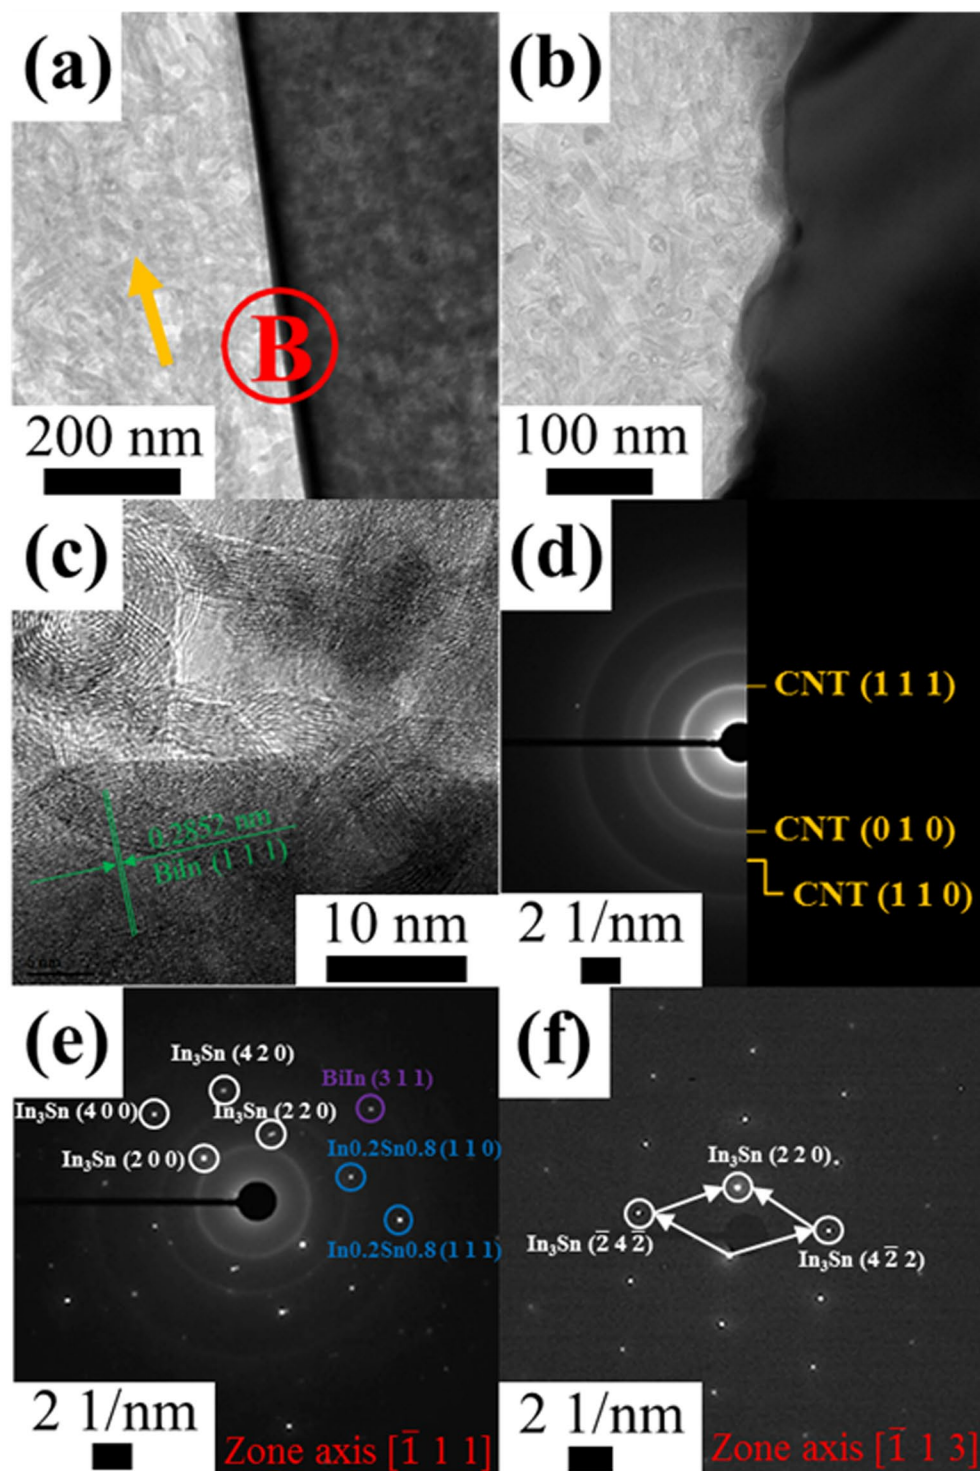 (a)
B
200 nm
(b)
100 nm
(c)
0.2852 nm
BiIn (1 1 1)
10 nm
5 nm
(d)
CNT (1 1 1)
CNT (0 1 0)
CNT (1 1 0)
2 1/nm
(e)
In₃Sn (4 2 0)
BiIn (3 1 1)
In₃Sn (4 0 0)
In₃Sn (2 2 0)
In0.2Sn0.8 (1 1 0)
In₃Sn (2 0 0)
In0.2Sn0.8 (1 1 1)
2 1/nm
Zone axis [1̅ 1 1]
(f)
In₃Sn (2 2 0)
In₃Sn (2̅ 4 2̅)
In₃Sn (4 2̅ 2)
2 1/nm
Zone axis [1̅ 1 3]